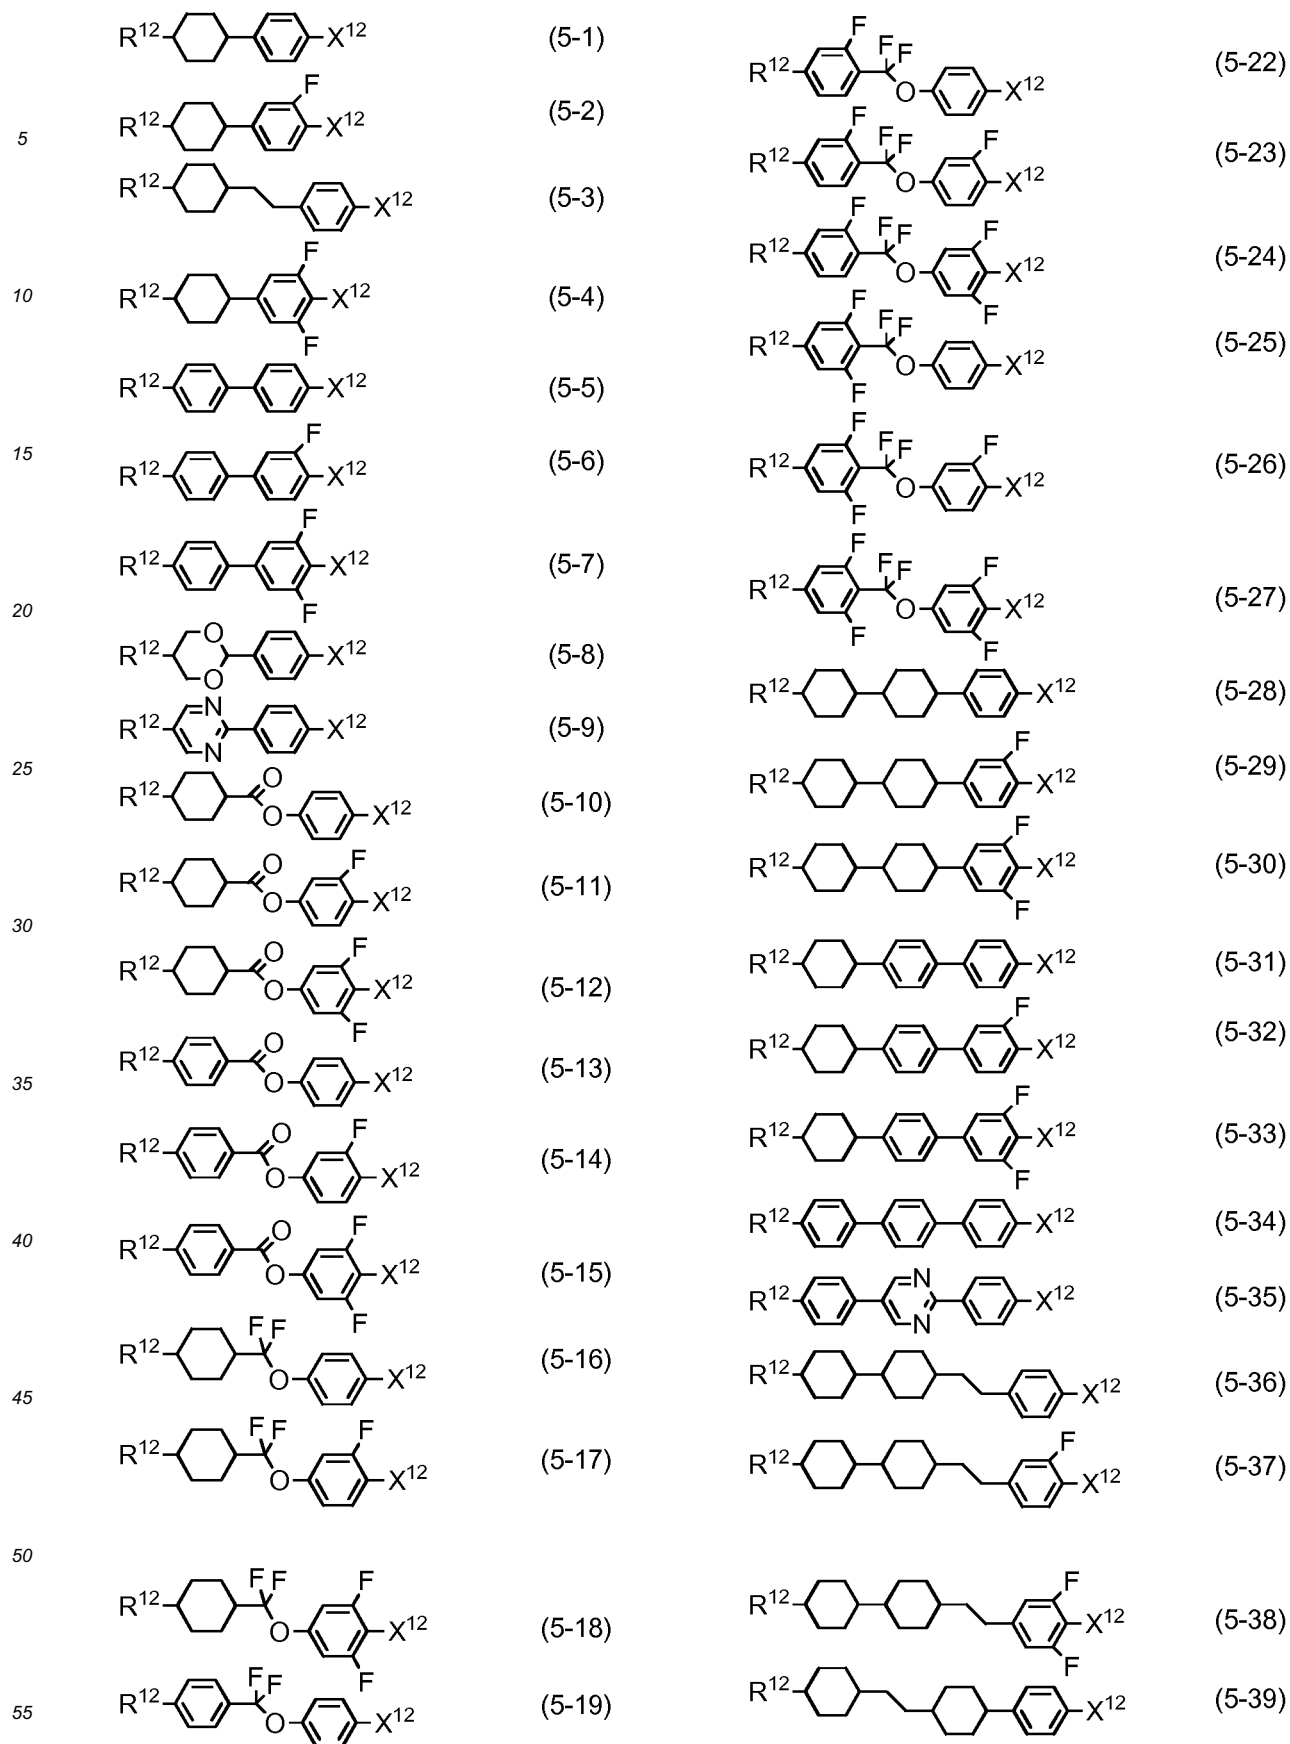 R¹² X¹² (5-1)
F
5 R¹² X¹² (5-2)
R¹² X¹² (5-3)
F
10 R¹² X¹² (5-4)
F
R¹² X¹² (5-5)
F
15 R¹² X¹² (5-6)
F
R¹² X¹² (5-7)
F
20
O
R¹² X¹² (5-8)
O
N
R¹² X¹² (5-9)
N
25
O
R¹² O X¹² (5-10)
O F
R¹² O X¹² (5-11)
30
O F
R¹² O X¹² (5-12)
F
O
35 R¹² O X¹² (5-13)
O F
R¹² O X¹² (5-14)
40
O F
R¹² O X¹² (5-15)
F
F F
R¹² O X¹² (5-16)
45
F F F
R¹² O X¹² (5-17)
50
F F F
R¹² O X¹² (5-18)
F
F F
55 R¹² O X¹² (5-19)
F F F
R¹² O X¹² (5-22)
F F F F
R¹² O X¹² (5-23)
F F F F
R¹² O X¹² (5-24)
F
F F F
R¹² O X¹² (5-25)
F
F F F F
R¹² O X¹² (5-26)
F
F F F F
R¹² O X¹² (5-27)
F F
R¹² X¹² (5-28)
F
R¹² X¹² (5-29)
F
R¹² X¹² (5-30)
F
R¹² X¹² (5-31)
F
R¹² X¹² (5-32)
F
R¹² X¹² (5-33)
F
R¹² X¹² (5-34)
N
R¹² X¹² (5-35)
N
R¹² X¹² (5-36)
F
R¹² X¹² (5-37)
F
R¹² X¹² (5-38)
F
R¹² X¹² (5-39)